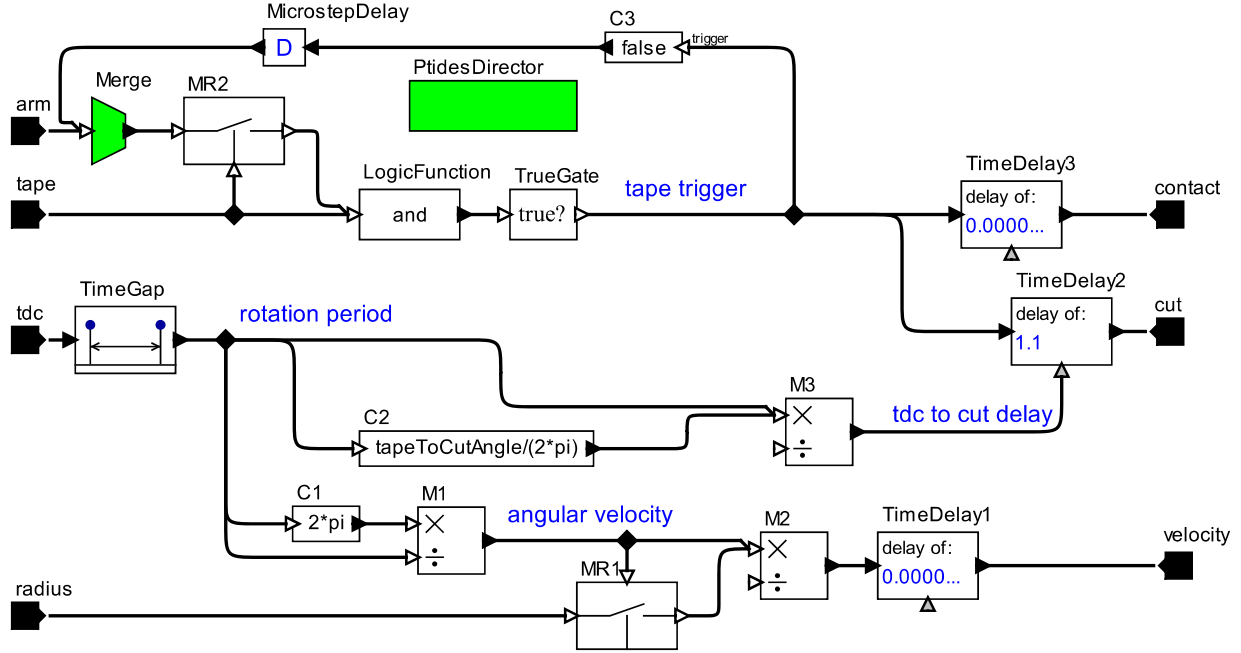 MicrostepDelay
C3
D
false
trigger
PtidesDirector
Merge
MR2
arm
tape
LogicFunction
and
TrueGate
true?
tape trigger
TimeDelay3
delay of:
0.0000...
contact
TimeDelay2
delay of:
1.1
cut
TimeGap
tdc
rotation period
M3
×
÷
tdc to cut delay
C2
tapeToCutAngle/(2*pi)
C1
2*pi
M1
×
÷
angular velocity
M2
×
÷
TimeDelay1
delay of:
0.0000...
velocity
MR1
radius